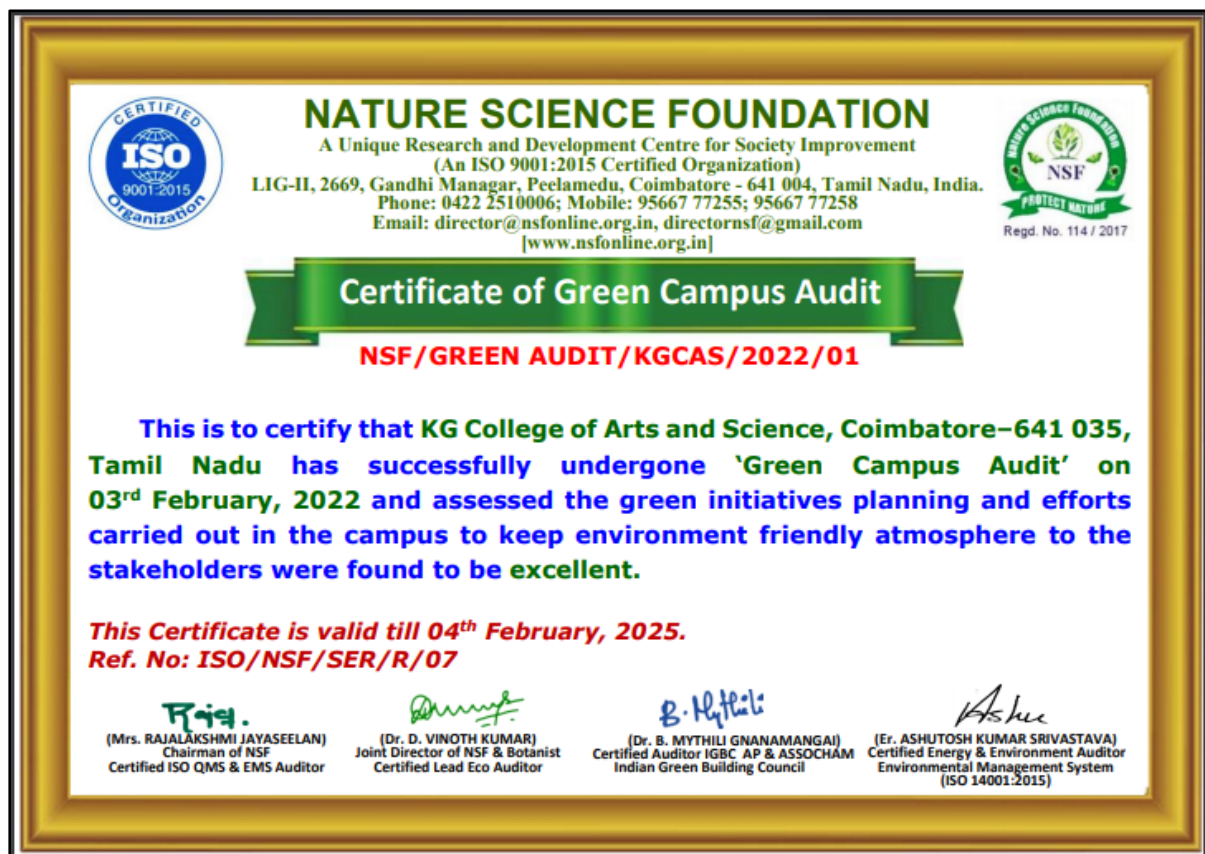 CERTIFIED
ISO
9001:2015
Organization
NATURE SCIENCE FOUNDATION
A Unique Research and Development Centre for Society Improvement
(An ISO 9001:2015 Certified Organization)
LIG-II, 2669, Gandhi Managar, Peelamedu, Coimbatore - 641 004, Tamil Nadu, India.
Phone: 0422 2510006; Mobile: 95667 77255; 95667 77258
Email: director@nsfonline.org.in, directornsf@gmail.com
[www.nsfonline.org.in]
Nature Science Foundation
NSF
PROTECT NATURE
Regd. No. 114 / 2017
Certificate of Green Campus Audit
NSF/GREEN AUDIT/KGCAS/2022/01
This is to certify that KG College of Arts and Science, Coimbatore–641 035,
Tamil Nadu has successfully undergone ‘Green Campus Audit’ on
03rd February, 2022 and assessed the green initiatives planning and efforts
carried out in the campus to keep environment friendly atmosphere to the
stakeholders were found to be excellent.
This Certificate is valid till 04th February, 2025.
Ref. No: ISO/NSF/SER/R/07
B. Mythili
(Mrs. RAJALAKSHMI JAYASEELAN)
Chairman of NSF
Certified ISO QMS & EMS Auditor
(Dr. D. VINOTH KUMAR)
Joint Director of NSF & Botanist
Certified Lead Eco Auditor
(Dr. B. MYTHILI GNANAMANGAI)
Certified Auditor IGBC AP & ASSOCHAM
Indian Green Building Council
(Er. ASHUTOSH KUMAR SRIVASTAVA)
Certified Energy & Environment Auditor
Environmental Management System
(ISO 14001:2015)